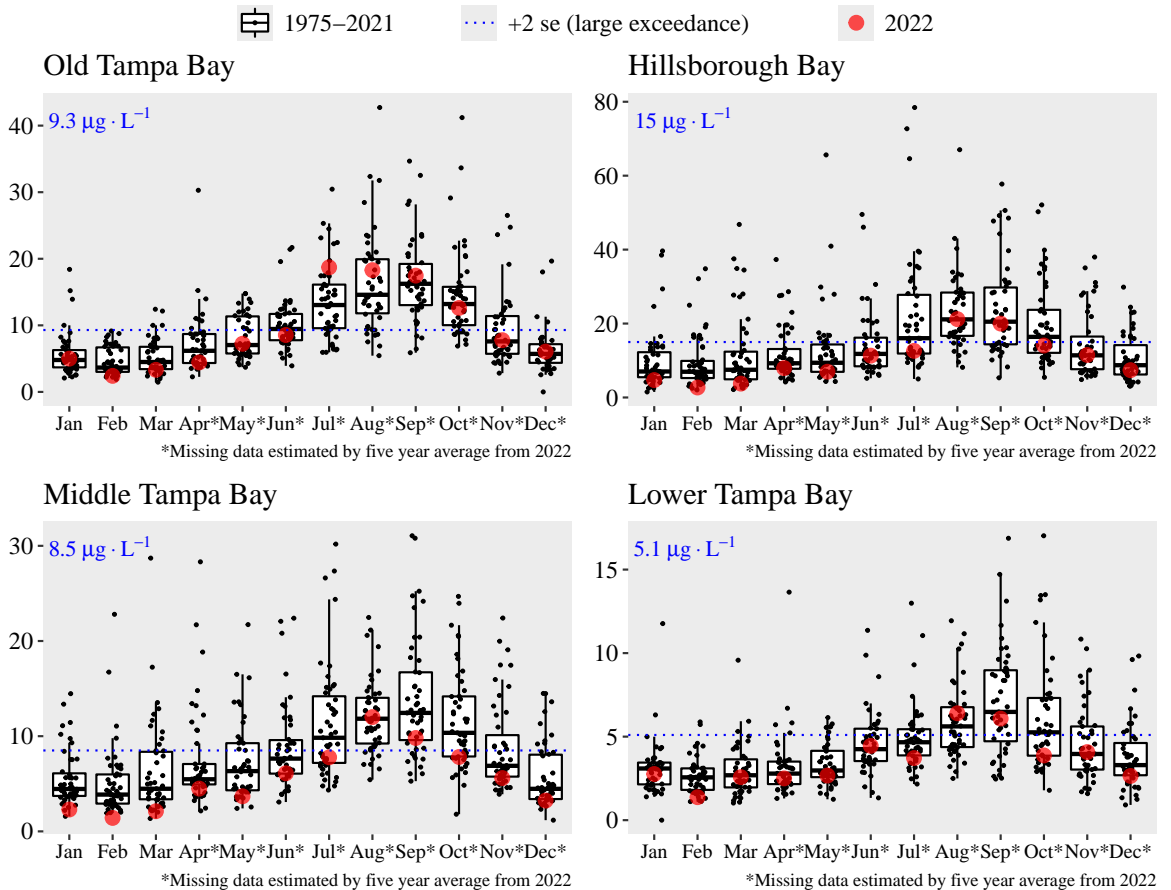 1975–2021 +2 se (large exceedance) 2022
Old Tampa Bay
9.3 μg · L⁻¹
40
30
20
10
0
Jan Feb Mar Apr* May* Jun* Jul* Aug* Sep* Oct* Nov* Dec*
*Missing data estimated by five year average from 2022
Hillsborough Bay
15 μg · L⁻¹
80
60
40
20
0
Jan Feb Mar Apr* May* Jun* Jul* Aug* Sep* Oct* Nov* Dec*
*Missing data estimated by five year average from 2022
Middle Tampa Bay
8.5 μg · L⁻¹
30
20
10
0
Jan Feb Mar Apr* May* Jun* Jul* Aug* Sep* Oct* Nov* Dec*
*Missing data estimated by five year average from 2022
Lower Tampa Bay
5.1 μg · L⁻¹
15
10
5
0
Jan Feb Mar Apr* May* Jun* Jul* Aug* Sep* Oct* Nov* Dec*
*Missing data estimated by five year average from 2022